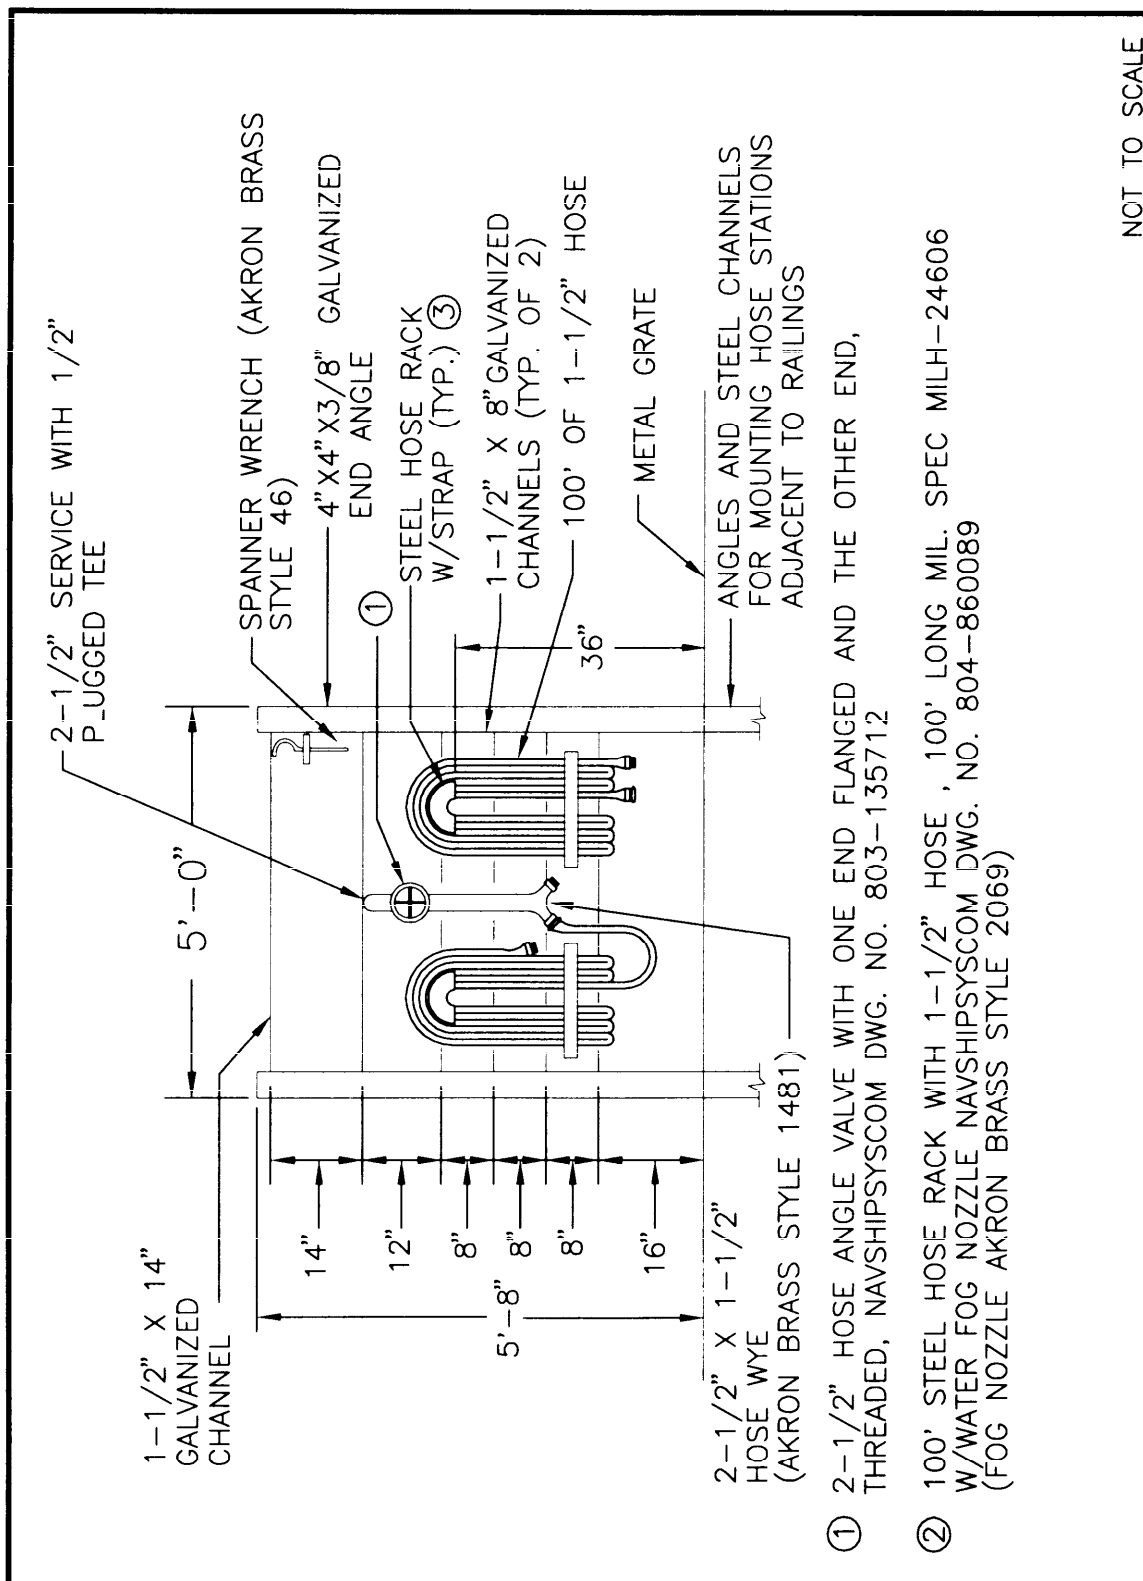 2-1/2" SERVICE WITH 1/2"
P_UGGED TEE
SPANNER WRENCH (AKRON BRASS
STYLE 46)
4"X4"X3/8" GALVANIZED
END ANGLE
1
STEEL HOSE RACK
W/STRAP (TYP.) 3
1-1/2" X 8" GALVANIZED
CHANNELS (TYP. OF 2)
100' OF 1-1/2" HOSE
METAL GRATE
ANGLES AND STEEL CHANNELS
FOR MOUNTING HOSE STATIONS
ADJACENT TO RAILINGS
36"
5'-0"
1-1/2" X 14"
GALVANIZED
CHANNEL
14"
12"
8"
8"
8"
16"
5'-8"
2-1/2" X 1-1/2"
HOSE WYE
(AKRON BRASS STYLE 1481)
1 2-1/2" HOSE ANGLE VALVE WITH ONE END FLANGED AND THE OTHER END,
THREADED, NAVSHIPSYSCOM DWG. NO. 803-135712
2 100' STEEL HOSE RACK WITH 1-1/2" HOSE , 100' LONG MIL. SPEC MILH-24606
W/WATER FOG NOZZLE NAVSHIPSYSCOM DWG. NO. 804-860089
(FOG NOZZLE AKRON BRASS STYLE 2069)
NOT TO SCALE